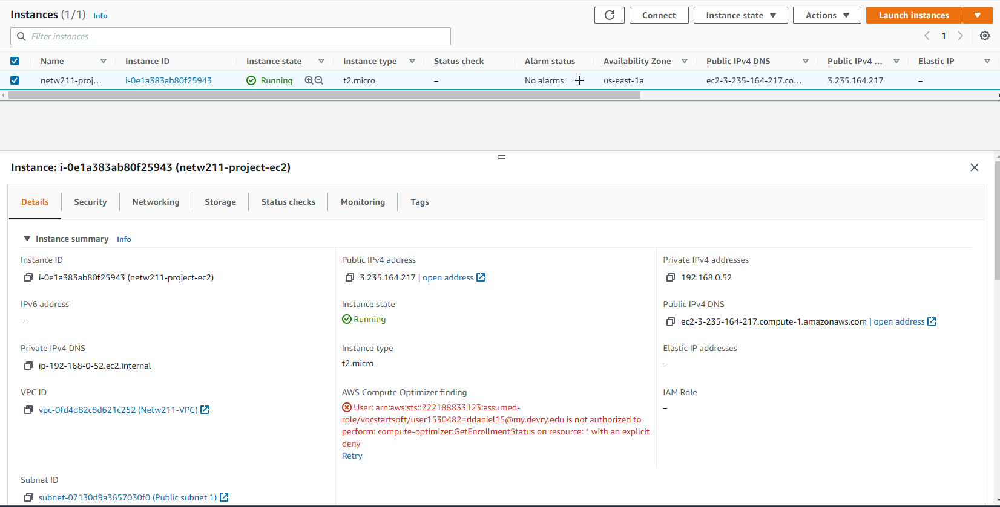 Instances (1/1) Info
Connect
Instance state
Actions
Launch instances
Filter instances
1
Name Instance ID Instance state Instance type Status check Alarm status Availability Zone Public IPv4 DNS Public IPv4 ... Elastic IP
netw211-proj... i-0e1a383ab80f25943 Running t2.micro – No alarms + us-east-1a ec2-3-235-164-217.co... 3.235.164.217 –
Instance: i-0e1a383ab80f25943 (netw211-project-ec2)
Details Security Networking Storage Status checks Monitoring Tags
Instance summary Info
Instance ID
i-0e1a383ab80f25943 (netw211-project-ec2)
Public IPv4 address
3.235.164.217 | open address
Private IPv4 addresses
192.168.0.52
IPv6 address
–
Instance state
Running
Public IPv4 DNS
ec2-3-235-164-217.compute-1.amazonaws.com | open address
Private IPv4 DNS
ip-192-168-0-52.ec2.internal
Instance type
t2.micro
Elastic IP addresses
–
VPC ID
vpc-0fd4d82c8d621c252 (Netw211-VPC)
AWS Compute Optimizer finding
User: arn:aws:sts::222188833123:assumed-
role/vocstartsoft/user1530482=ddaniel15@my.devry.edu is not authorized to
perform: compute-optimizer:GetEnrollmentStatus on resource: * with an explicit
deny
Retry
IAM Role
–
Subnet ID
subnet-07130d9a3657030f0 (Public subnet 1)